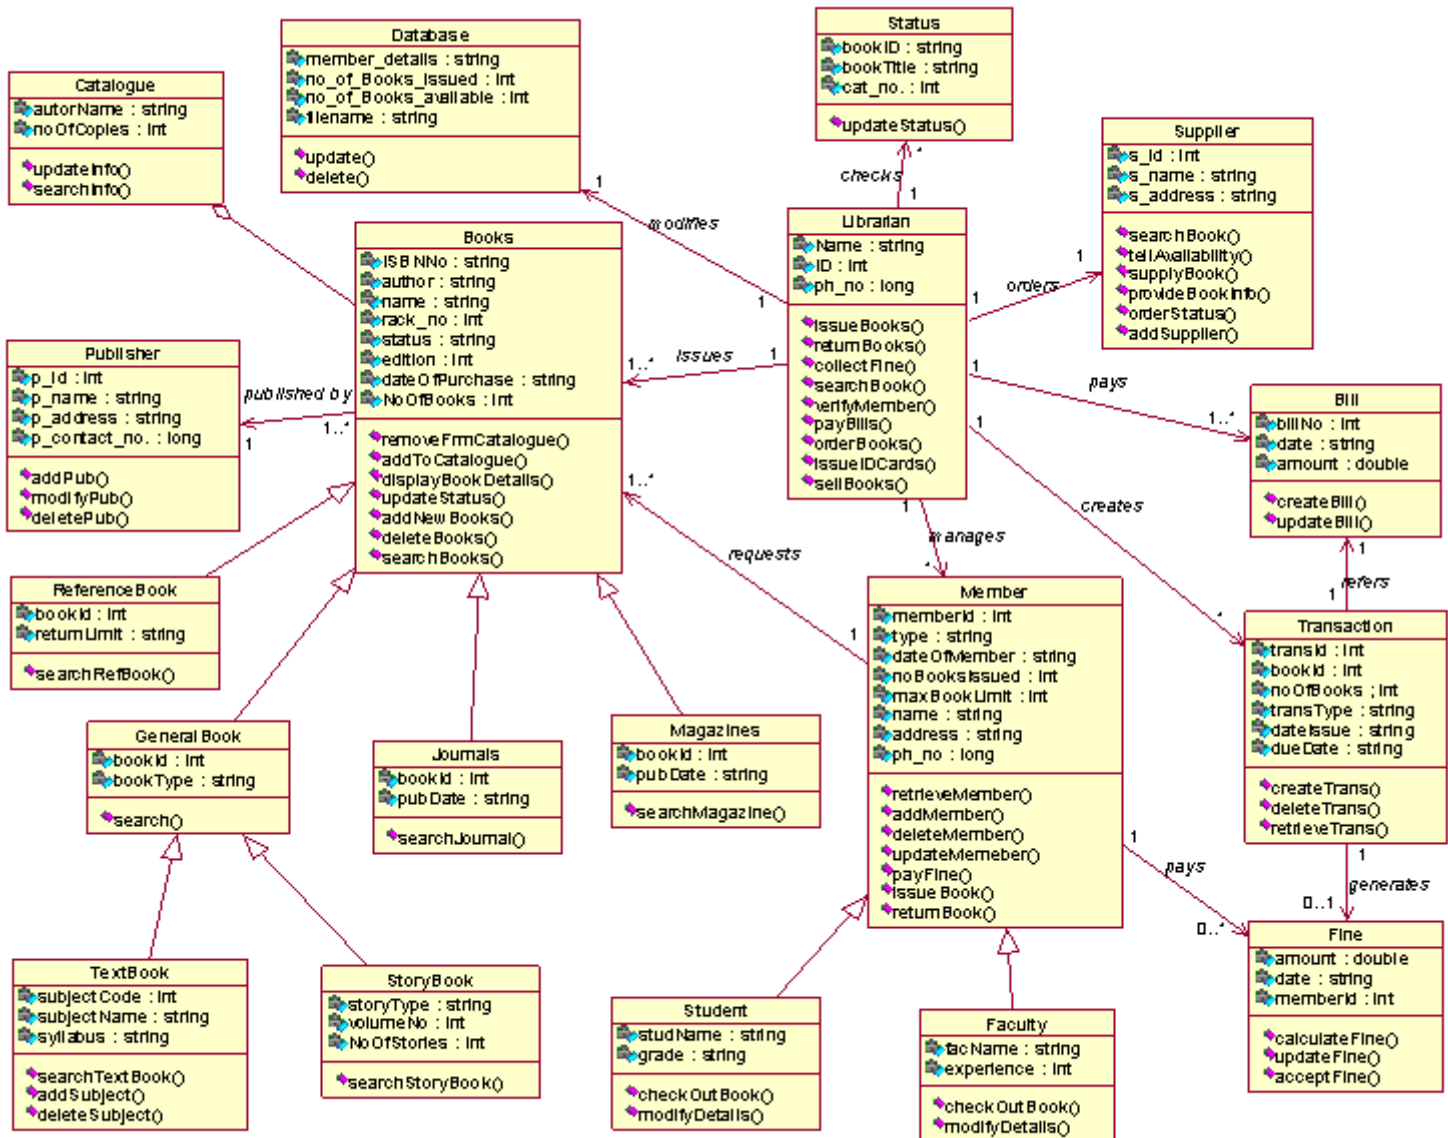 Catalogue
autorName : string
noOfCopies : int
updateInfo()
searchInfo()
Database
member_details : string
no_of_Books_issued : int
no_of_Books_available : int
filename : string
update()
delete()
Status
bookID : string
bookTitle : string
cat_no. : int
updateStatus()
Supplier
s_id : int
s_name : string
s_address : string
searchBook()
tellAvailability()
supplyBook()
provideBookInfo()
orderStatus()
addSupplier()
Books
ISBNNo : string
author : string
name : string
rack_no : int
status : string
edition : int
dateOfPurchase : string
NoOfBooks : int
removeFrmCatalogue()
addToCatalogue()
displayBookDetails()
updateStatus()
addNewBooks()
deleteBooks()
searchBooks()
Librarian
Name : string
ID : int
ph_no : long
issueBooks()
returnBooks()
collectFine()
searchBook()
verifyMember()
payBills()
orderBooks()
issueIDCards()
sellBooks()
Publisher
p_id : int
p_name : string
p_address : string
p_contact_no. : long
addPub()
modifyPub()
deletePub()
Bill
billNo : int
date : string
amount : double
createBill()
updateBill()
ReferenceBook
bookId : int
returnLimit : string
searchRefBook()
General Book
bookId : int
bookType : string
search()
Journals
bookId : int
pubDate : string
searchJournal()
Magazines
bookId : int
pubDate : string
searchMagazine()
Member
memberId : int
type : string
dateOfMember : string
noBooksIssued : int
maxBookLimit : int
name : string
address : string
ph_no : long
retrieveMember()
addMember()
deleteMember()
updateMemeber()
payFine()
issueBook()
returnBook()
Transaction
transId : int
bookId : int
noOfBooks : int
transType : string
dateIssue : string
dueDate : string
createTrans()
deleteTrans()
retrieveTrans()
TextBook
subjectCode : int
subjectName : string
syllabus : string
searchTextBook()
addSubject()
deleteSubject()
StoryBook
storyType : string
volumeNo : int
NoOfStories : int
searchStoryBook()
Student
studName : string
grade : string
checkOutBook()
modifyDetails()
Faculty
facName : string
experience : int
checkOutBook()
modifyDetails()
Fine
amount : double
date : string
memberId : int
calculateFine()
updateFine()
acceptFine()
modifies
1
1
checks
*
1
orders
1
1
issues
1..*
1
published by
1
1..*
pays
1
1..*
creates
1
*
manages
1
*
requests
1..*
1
refers
1
1
pays
1
0..*
generates
1
0..1